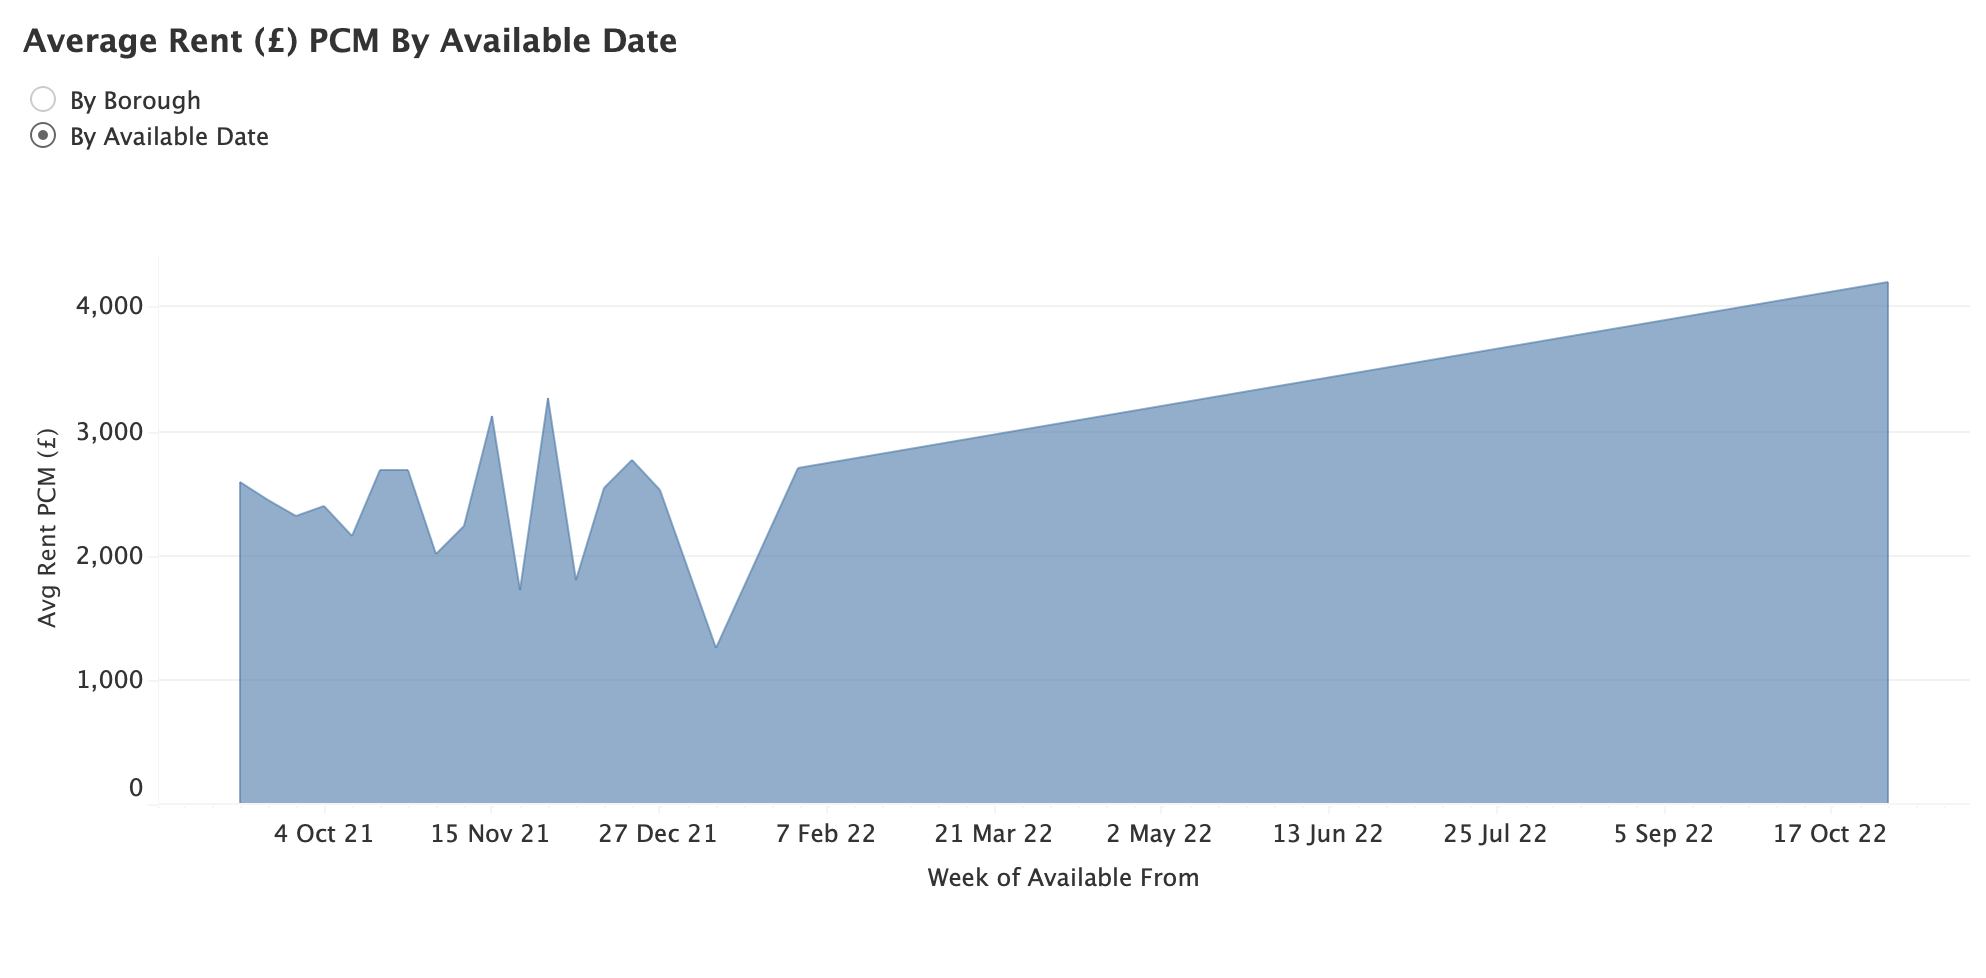 Average Rent (£) PCM By Available Date
By Borough
By Available Date
Avg Rent PCM (£)
4,000
3,000
2,000
1,000
0
4 Oct 21
15 Nov 21
27 Dec 21
7 Feb 22
21 Mar 22
2 May 22
13 Jun 22
25 Jul 22
5 Sep 22
17 Oct 22
Week of Available From